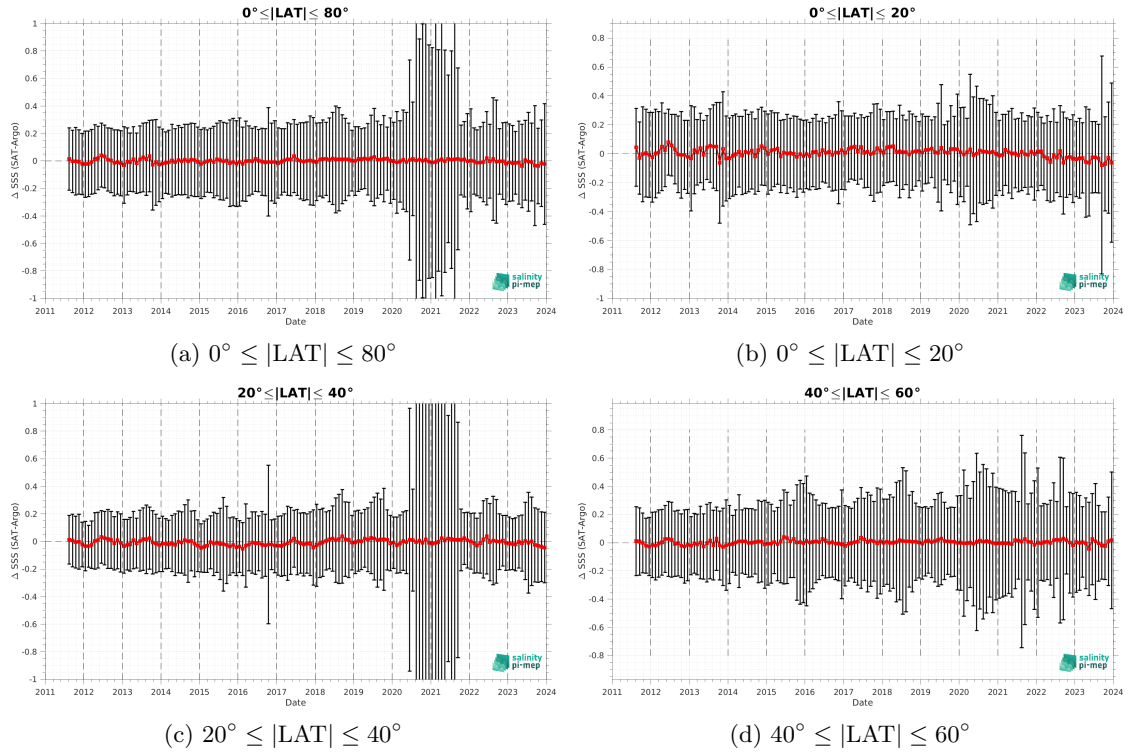 0°≤|LAT|≤ 80°
1
0.8
0.6
0.4
0.2
0
-0.2
-0.4
-0.6
-0.8
-1
Δ SSS (SAT-Argo)
2011 2012 2013 2014 2015 2016 2017 2018 2019 2020 2021 2022 2023 2024
Date
salinity
pi-mep
(a) 0° ≤ |LAT| ≤ 80°
0°≤|LAT|≤ 20°
0.8
0.6
0.4
0.2
0
-0.2
-0.4
-0.6
-0.8
-1
Δ SSS (SAT-Argo)
2011 2012 2013 2014 2015 2016 2017 2018 2019 2020 2021 2022 2023 2024
Date
salinity
pi-mep
(b) 0° ≤ |LAT| ≤ 20°
20°≤|LAT|≤ 40°
1
0.8
0.6
0.4
0.2
0
-0.2
-0.4
-0.6
-0.8
-1
Δ SSS (SAT-Argo)
2011 2012 2013 2014 2015 2016 2017 2018 2019 2020 2021 2022 2023 2024
Date
salinity
pi-mep
(c) 20° ≤ |LAT| ≤ 40°
40°≤|LAT|≤ 60°
0.8
0.6
0.4
0.2
0
-0.2
-0.4
-0.6
-0.8
Δ SSS (SAT-Argo)
2011 2012 2013 2014 2015 2016 2017 2018 2019 2020 2021 2022 2023 2024
Date
salinity
pi-mep
(d) 40° ≤ |LAT| ≤ 60°